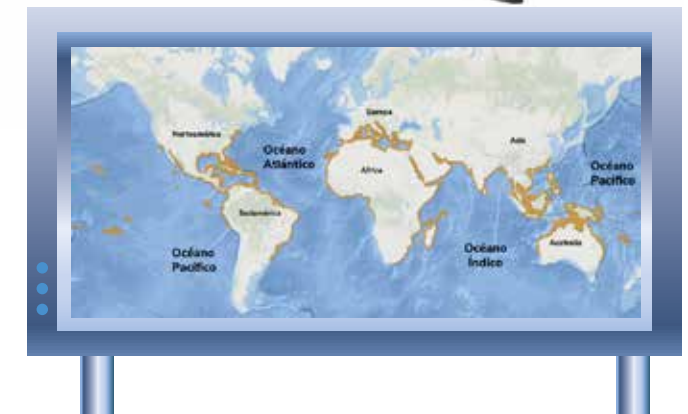 Norteamérica
Europa
Asia
Océano
Atlántico
África
Océano
Pacífico
Sudamérica
Océano
Pacífico
Océano
Índico
Australia